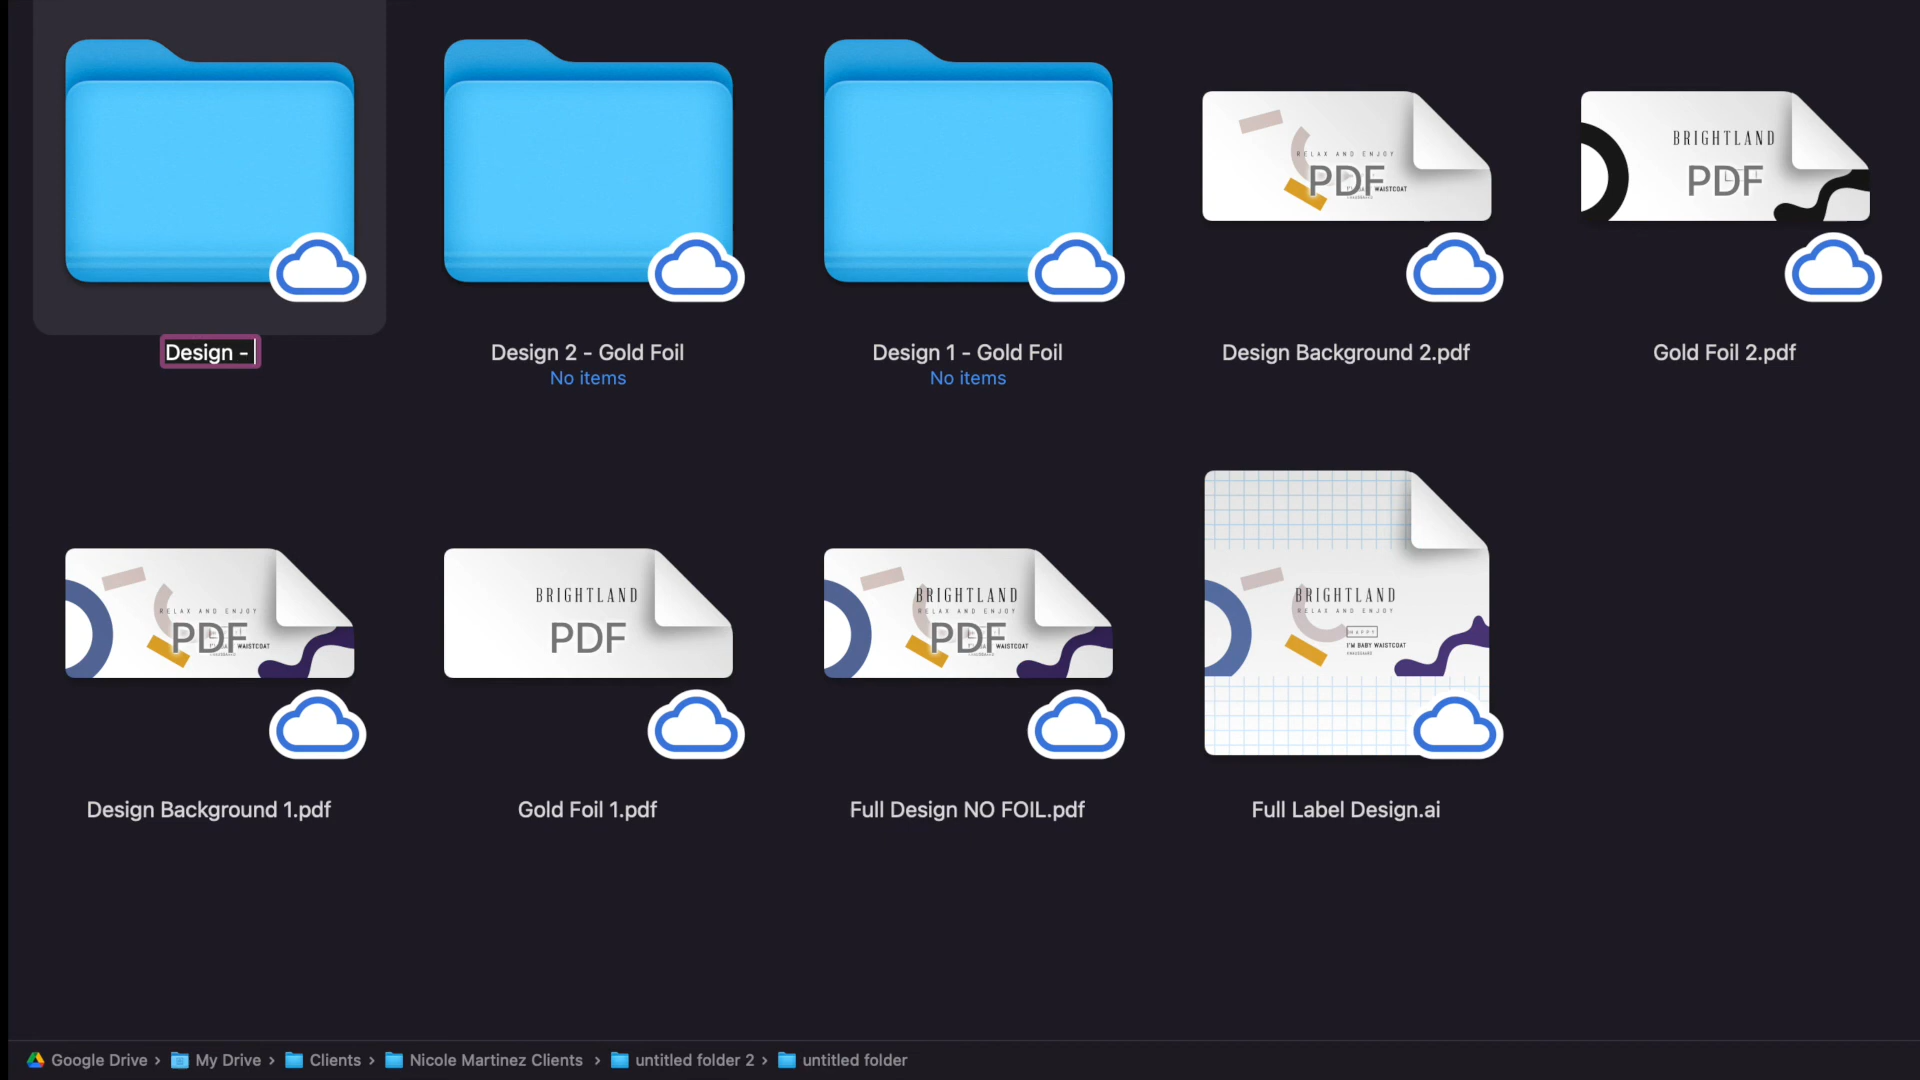 RELAX AND ENJOY
PDF
WAISTCOAT
BRIGHTLAND
PDF
Design -
Design 2 - Gold Foil
No items
Design 1 - Gold Foil
No items
Design Background 2.pdf
Gold Foil 2.pdf
RELAX AND ENJOY
PDF
WAISTCOAT
BRIGHTLAND
PDF
BRIGHTLAND
RELAX AND ENJOY
PDF
WAISTCOAT
BRIGHTLAND
RELAX AND ENJOY
HAPPY
I'M BABY WAISTCOAT
Design Background 1.pdf
Gold Foil 1.pdf
Full Design NO FOIL.pdf
Full Label Design.ai
Google Drive › My Drive › Clients › Nicole Martinez Clients › untitled folder 2 › untitled folder